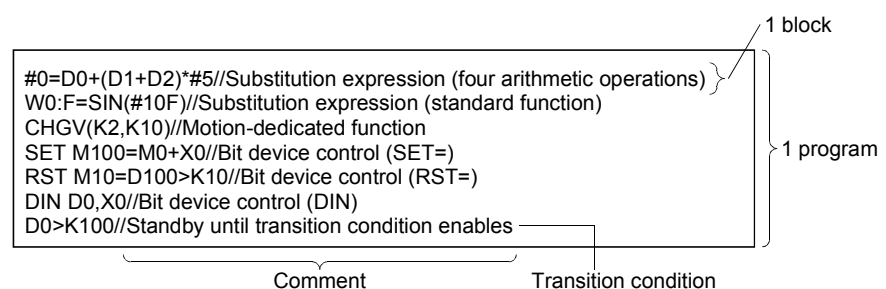 1 block
#0=D0+(D1+D2)*#5//Substitution expression (four arithmetic operations)
W0:F=SIN(#10F)//Substitution expression (standard function)
CHGV(K2,K10)//Motion-dedicated function
SET M100=M0+X0//Bit device control (SET=)
RST M10=D100>K10//Bit device control (RST=)
DIN D0,X0//Bit device control (DIN)
D0>K100//Standby until transition condition enables
1 program
Comment
Transition condition